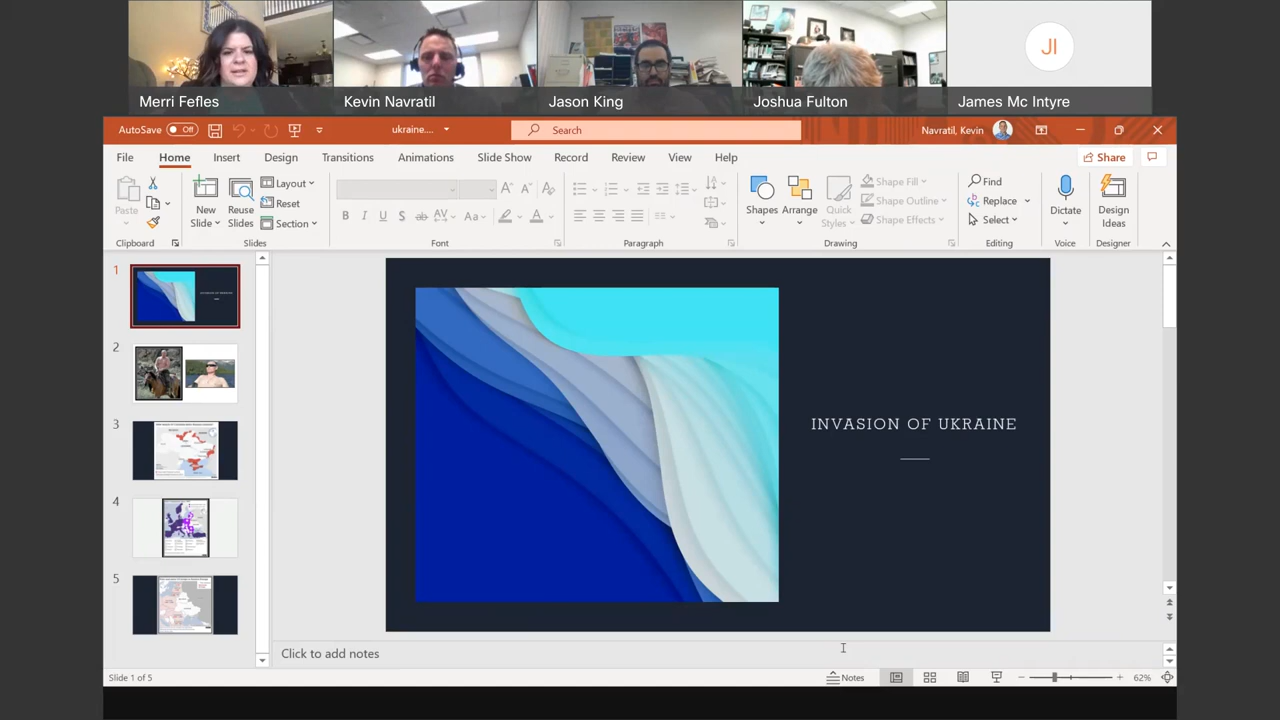 Merri Fefles
Kevin Navratil
Jason King
Joshua Fulton
JI
James Mc Intyre
AutoSave Off
ukraine....
Search
Navratil, Kevin
File Home Insert Design Transitions Animations Slide Show Record Review View Help
Share
Paste
New Slides
Reuse Slides
Layout
Reset
Section
B I U S ab AV Aa A
Shapes
Arrange
Quick Styles
Shape Fill
Shape Outline
Shape Effects
Find
Replace
Select
Dictate
Design Ideas
Clipboard Slides Font Paragraph Drawing Editing Voice Designer
1
2
3
4
5
INVASION OF UKRAINE
Click to add notes
Slide 1 of 5
Notes
62%